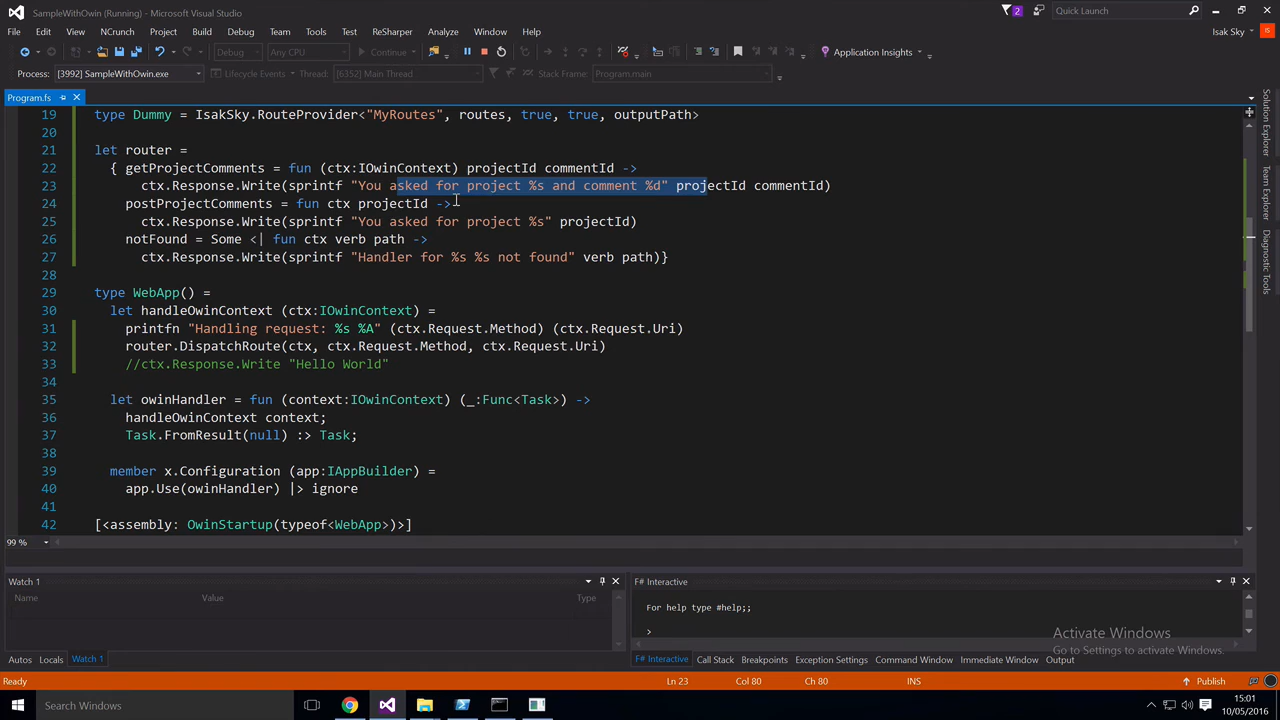 SampleWithOwin (Running) - Microsoft Visual Studio
2
Quick Launch
File Edit View NCrunch Project Build Debug Team Tools Test ReSharper Analyze Window Help
Isak Sky
IS
Debug Any CPU Continue Application Insights
Process: [3992] SampleWithOwin.exe Lifecycle Events Thread: [6352] Main Thread Stack Frame: Program.main
Program.fs
19 type Dummy = IsakSky.RouteProvider<"MyRoutes", routes, true, true, outputPath>
20
21 let router =
22 { getProjectComments = fun (ctx:IOwinContext) projectId commentId ->
23 ctx.Response.Write(sprintf "You asked for project %s and comment %d" projectId commentId)
24 postProjectComments = fun ctx projectId ->
25 ctx.Response.Write(sprintf "You asked for project %s" projectId)
26 notFound = Some <| fun ctx verb path ->
27 ctx.Response.Write(sprintf "Handler for %s %s not found" verb path)}
28
29 type WebApp() =
30 let handleOwinContext (ctx:IOwinContext) =
31 printfn "Handling request: %s %A" (ctx.Request.Method) (ctx.Request.Uri)
32 router.DispatchRoute(ctx, ctx.Request.Method, ctx.Request.Uri)
33 //ctx.Response.Write "Hello World"
34
35 let owinHandler = fun (context:IOwinContext) (_:Func<Task>) ->
36 handleOwinContext context;
37 Task.FromResult(null) :> Task;
38
39 member x.Configuration (app:IAppBuilder) =
40 app.Use(owinHandler) |> ignore
41
42 [<assembly: OwinStartup(typeof<WebApp>)>]
Solution Explorer
Team Explorer
Diagnostic Tools
99 %
Watch 1
Name Value Type
F# Interactive
For help type #help;;
>
Activate Windows
Go to Settings to activate Windows.
Autos Locals Watch 1
F# Interactive Call Stack Breakpoints Exception Settings Command Window Immediate Window Output
Ready Ln 23 Col 80 Ch 80 INS Publish
Search Windows
15:01
10/05/2016